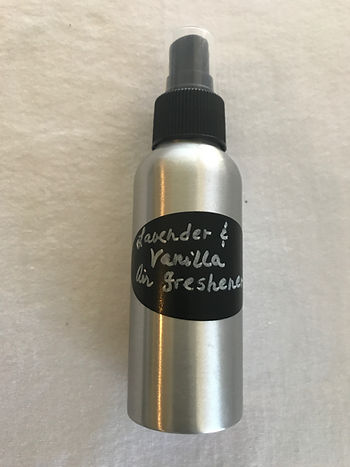 Lavender &
Vanilla
Air freshener